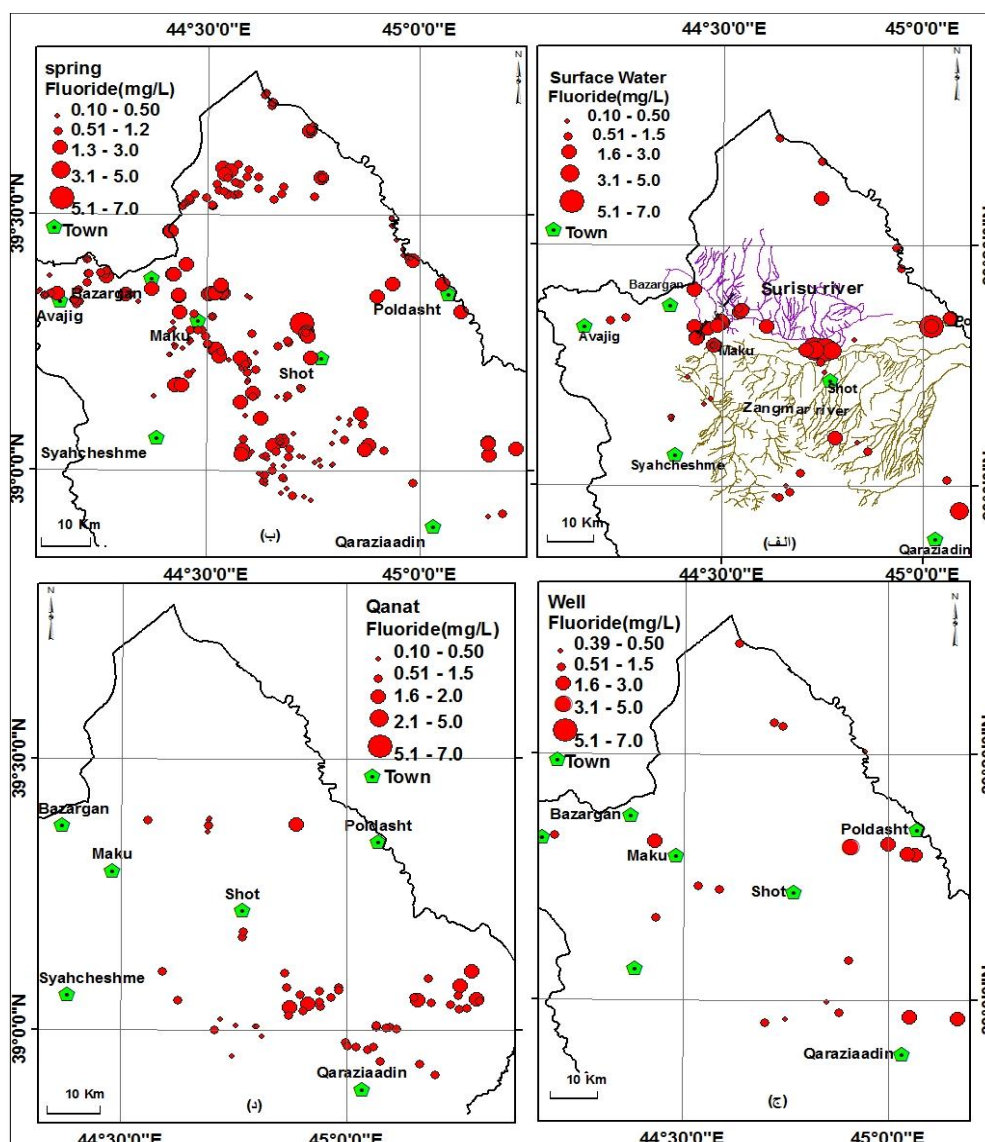 44°30'0"E
45°0'0"E
39°30'0"N
39°0'0"N
N
spring
Fluoride(mg/L)
0.10 - 0.50
0.51 - 1.2
1.3 - 3.0
3.1 - 5.0
5.1 - 7.0
Town
Bazargan
Avajig
Maku
Poldasht
Shot
Syahcheshme
Qaraziaadin
10 Km
(ب)
44°30'0"E
45°0'0"E
N
Surface Water
Fluoride(mg/L)
0.10 - 0.50
0.51 - 1.5
1.6 - 3.0
3.1 - 5.0
5.1 - 7.0
Town
Bazargan
Surisu river
Avajig
Maku
Po
Shot
Zangmar river
Syahcheshme
Qaraziadin
10 Km
(الف)
44°30'0"E
45°0'0"E
44°30'0"E
45°0'0"E
39°30'0"N
39°0'0"N
N
Qanat
Fluoride(mg/L)
0.10 - 0.50
0.51 - 1.5
1.6 - 2.0
2.1 - 5.0
5.1 - 7.0
Town
Bazargan
Poldasht
Maku
Shot
Syahcheshme
Qaraziaadin
10 Km
(د)
44°30'0"E
45°0'0"E
N
Well
Fluoride(mg/L)
0.39 - 0.50
0.51 - 1.5
1.6 - 3.0
3.1 - 5.0
5.1 - 7.0
Town
Bazargan
Poldasht
Maku
Shot
Qaraziaadin
10 Km
(ج)
44°30'0"E
45°0'0"E